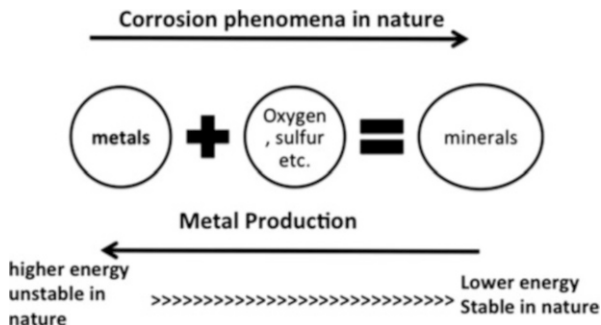 Corrosion phenomena in nature
metals
Oxygen
, sulfur
etc.
minerals
Metal Production
higher energy
unstable in
nature
>>>>>>>>>>>>>>>>>>>>>>>>>>>>>
Lower energy
Stable in nature